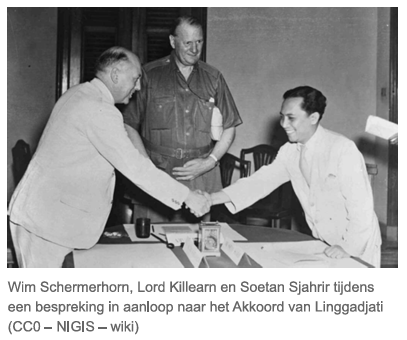 Wim Schermerhorn, Lord Killearn en Soetan Sjahrir tijdens
een bespreking in aanloop naar het Akkoord van Linggadjati
(CC0 – NIGIS – wiki)